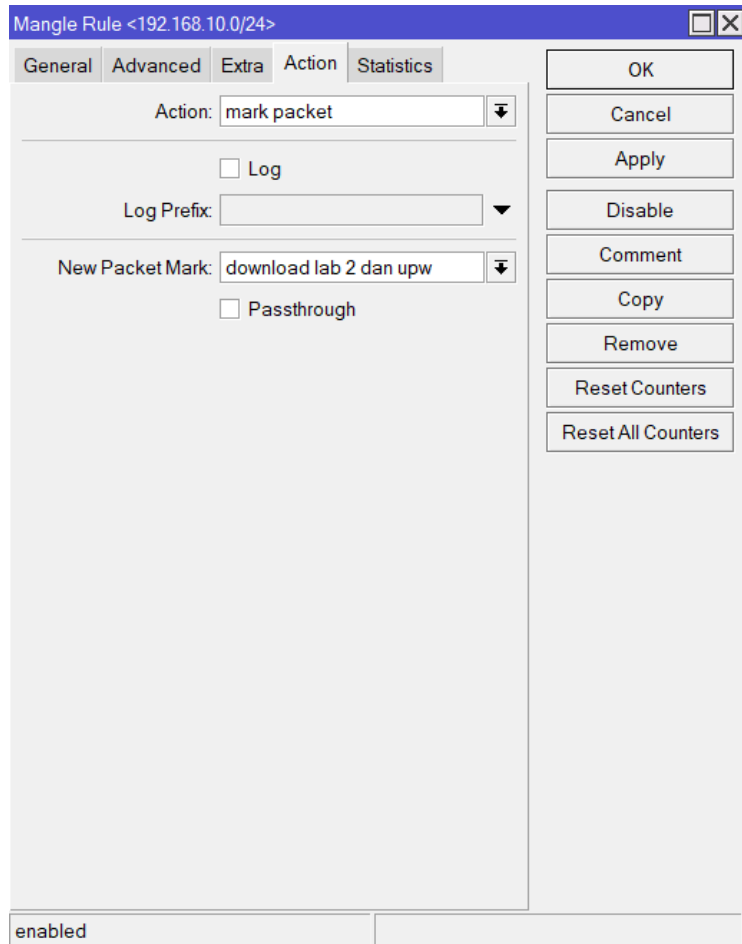 Mangle Rule <192.168.10.0/24>
General Advanced Extra Action Statistics
Action: mark packet
Log
Log Prefix:
New Packet Mark: download lab 2 dan upw
Passthrough
OK
Cancel
Apply
Disable
Comment
Copy
Remove
Reset Counters
Reset All Counters
enabled